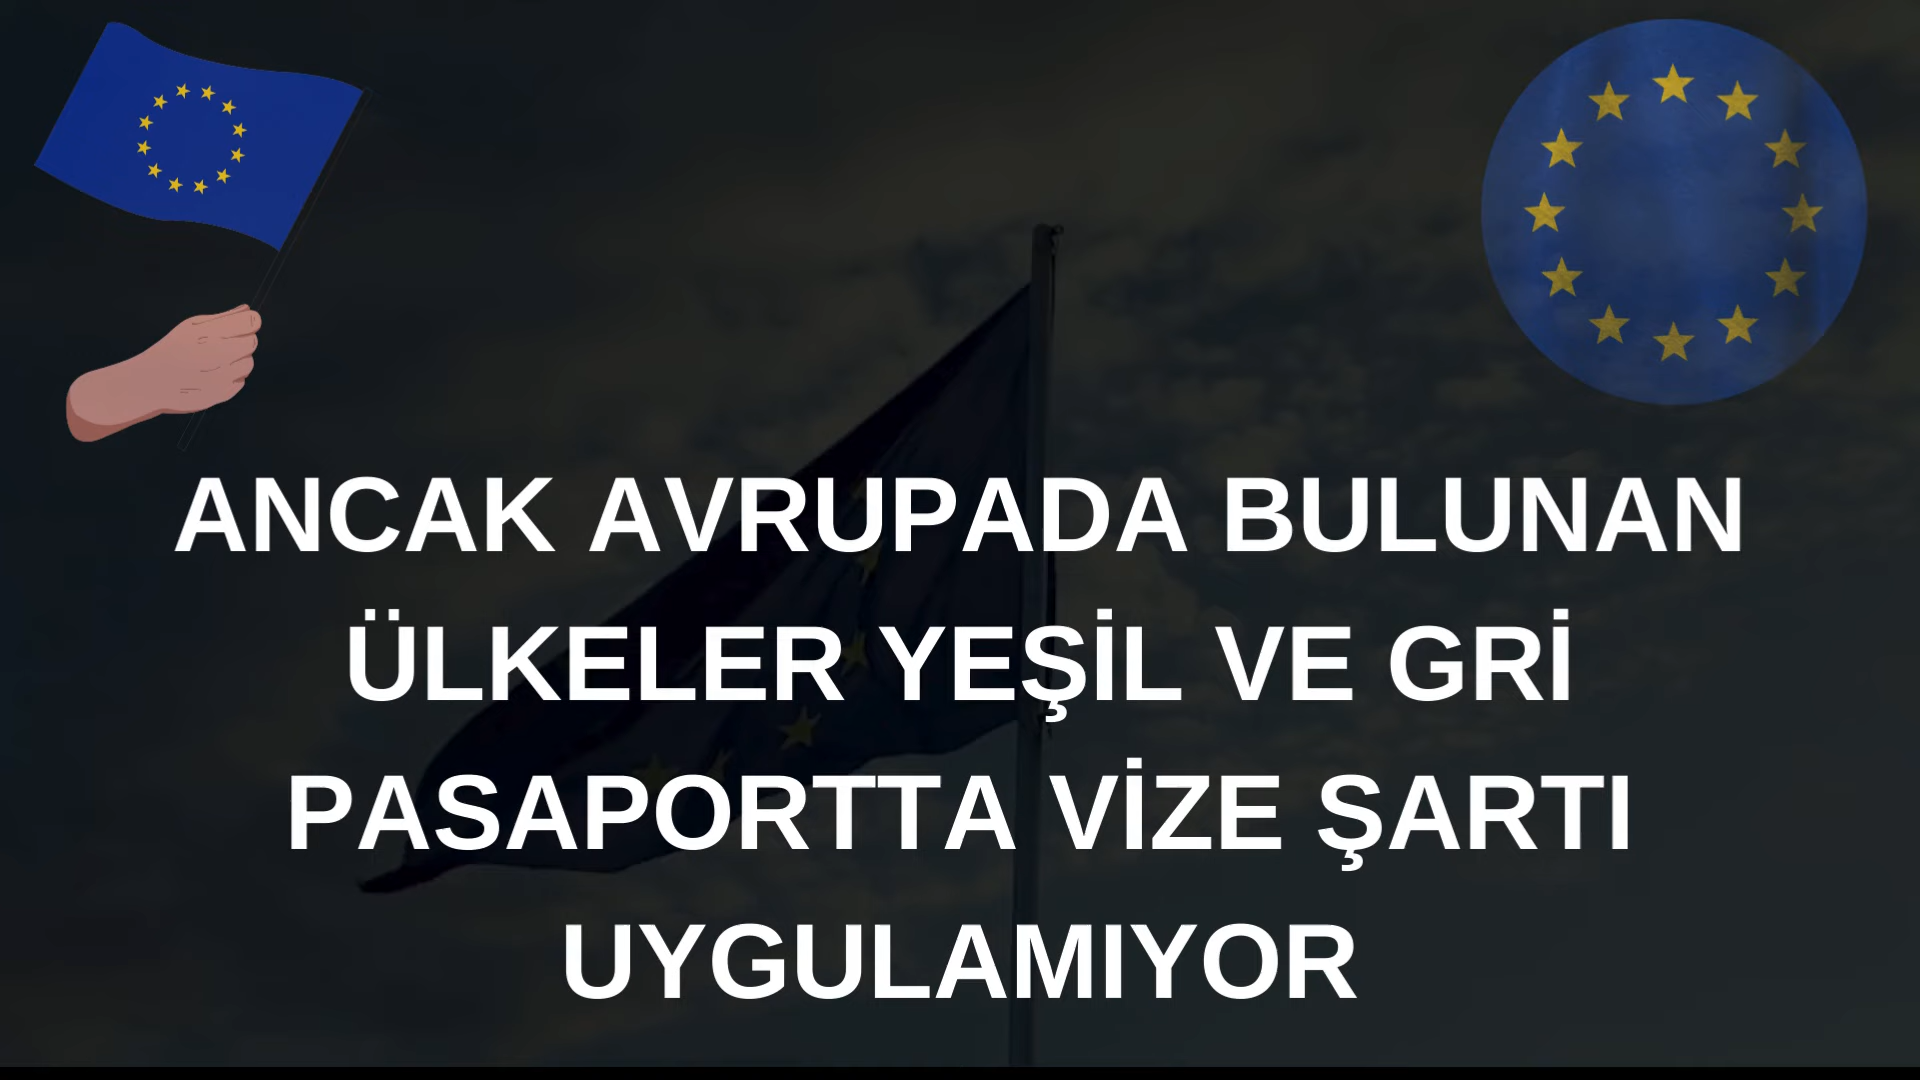 ANCAK AVRUPADA BULUNAN
ÜLKELER YEŞİL VE GRİ
PASAPORTTA VİZE ŞARTI
UYGULAMIYOR